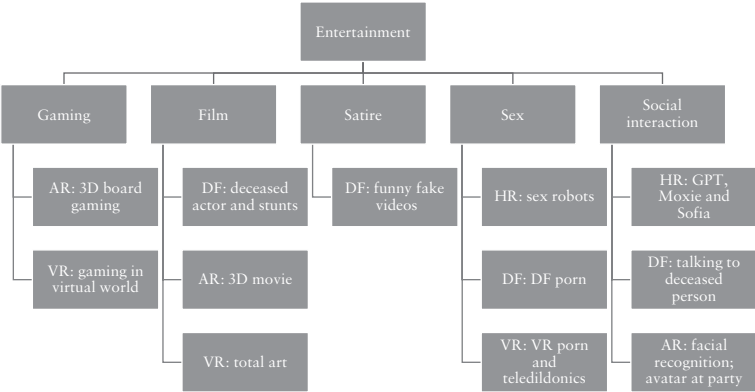 Entertainment
Gaming
Film
Satire
Sex
Social
interaction
AR: 3D board
gaming
VR: gaming in
virtual world
DF: deceased
actor and stunts
AR: 3D movie
VR: total art
DF: funny fake
videos
HR: sex robots
DF: DF porn
VR: VR porn
and
teledildonics
HR: GPT,
Moxie and
Sofia
DF: talking to
deceased
person
AR: facial
recognition;
avatar at party